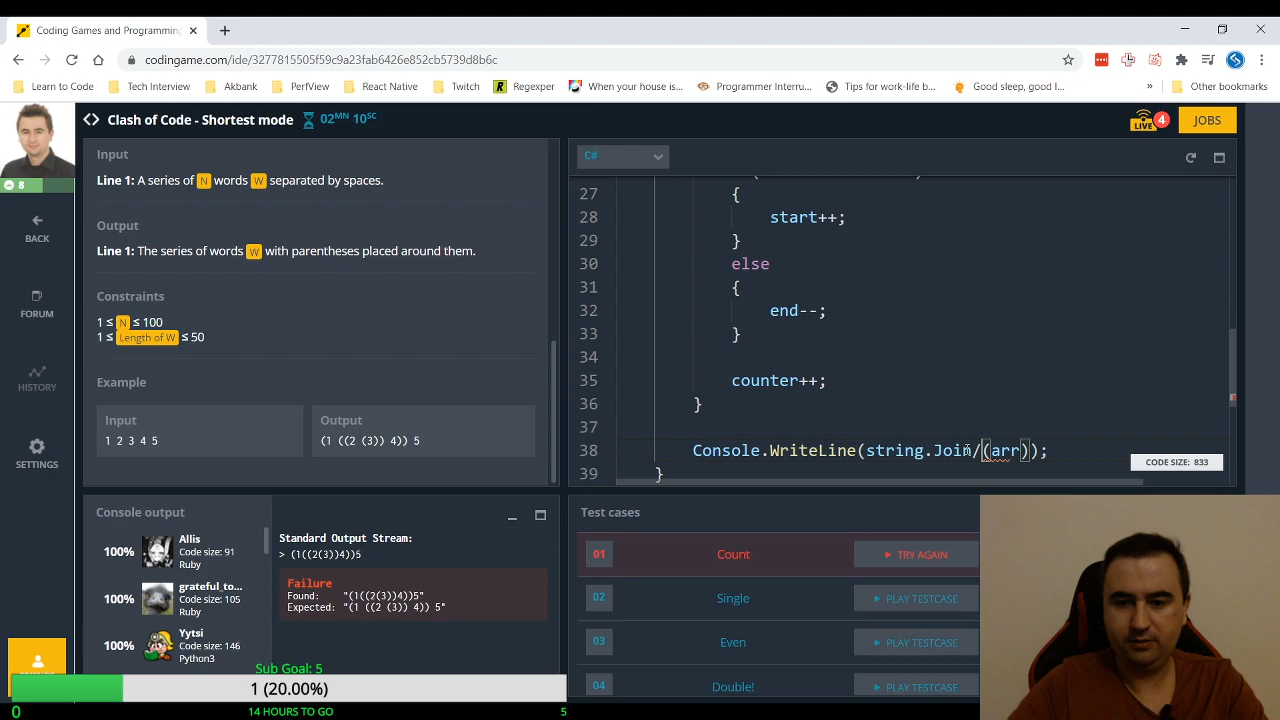 Coding Games and Programming
codingame.com/ide/3277815505f59c9a23fab6426e852cb5739d8b6c
Learn to Code
Tech Interview
Akbank
PerfView
React Native
Twitch
Regexper
When your house is...
Programmer Interru...
Tips for work-life b...
Good job, you're sa...
»
Other bookmarks
Clash of Code - Shortest mode
02MN 10SC
LIVE
4
JOBS
8
BACK
FORUM
HISTORY
SETTINGS
Input
Line 1: A series of N words W separated by spaces.
Output
Line 1: The series of words W with parentheses placed around them.
Constraints
1 ≤ N ≤ 100
1 ≤ Length of W ≤ 50
Example
Input
1 2 3 4 5
Output
(1 ((2 (3)) 4)) 5
C#
27 {
28 start++;
29 }
30 else
31 {
32 end--;
33 }
34
35 counter++;
36 }
37
38 Console.WriteLine(string.Join/(arr));
39 }
CODE SIZE: 833
Console output
100%
Allis
Code size: 91
Ruby
100%
grateful_to...
Code size: 105
Ruby
100%
Yytsi
Code size: 146
Python3
Standard Output Stream:
> (1((2(3))4))5
Failure
Found: "(1((2(3))4))5"
Expected: "(1 ((2 (3)) 4)) 5"
Test cases
01 Count TRY AGAIN
02 Single PLAY TESTCASE
03 Even PLAY TESTCASE
04 Double! PLAY TESTCASE
Sub Goal: 5
1 (20.00%)
0
14 HOURS TO GO
5